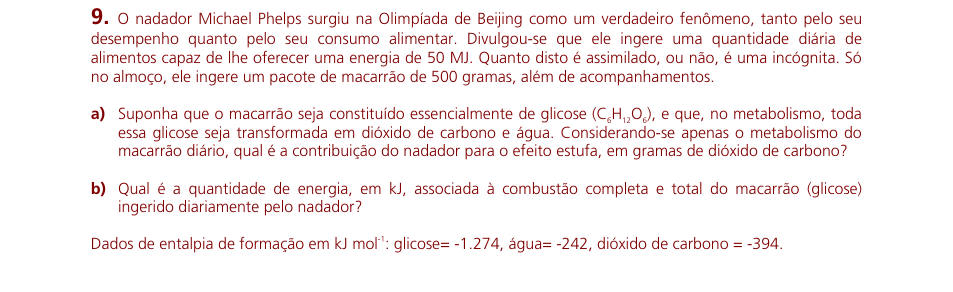 9. O nadador Michael Phelps surgiu na Olimpíada de Beijing como um verdadeiro fenômeno, tanto pelo seu
desempenho quanto pelo seu consumo alimentar. Divulgou-se que ele ingere uma quantidade diária de
alimentos capaz de lhe oferecer uma energia de 50 MJ. Quanto disto é assimilado, ou não, é uma incógnita. Só
no almoço, ele ingere um pacote de macarrão de 500 gramas, além de acompanhamentos.
a) Suponha que o macarrão seja constituído essencialmente de glicose (C₆H₁₂O₆), e que, no metabolismo, toda
essa glicose seja transformada em dióxido de carbono e água. Considerando-se apenas o metabolismo do
macarrão diário, qual é a contribuição do nadador para o efeito estufa, em gramas de dióxido de carbono?
b) Qual é a quantidade de energia, em kJ, associada à combustão completa e total do macarrão (glicose)
ingerido diariamente pelo nadador?
Dados de entalpia de formação em kJ mol⁻¹: glicose= -1.274, água= -242, dióxido de carbono = -394.